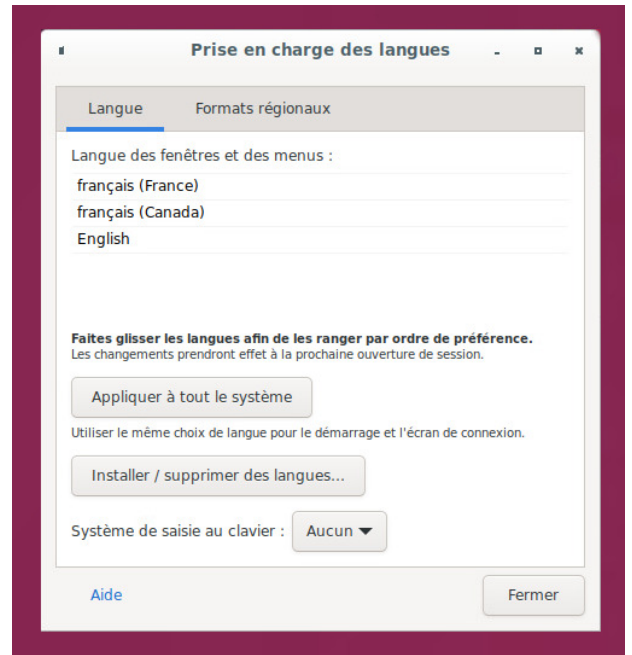 Prise en charge des langues
Langue Formats régionaux
Langue des fenêtres et des menus :
français (France)
français (Canada)
English
Faites glisser les langues afin de les ranger par ordre de préférence.
Les changements prendront effet à la prochaine ouverture de session.
Appliquer à tout le système
Utiliser le même choix de langue pour le démarrage et l'écran de connexion.
Installer / supprimer des langues...
Système de saisie au clavier : Aucun
Aide Fermer